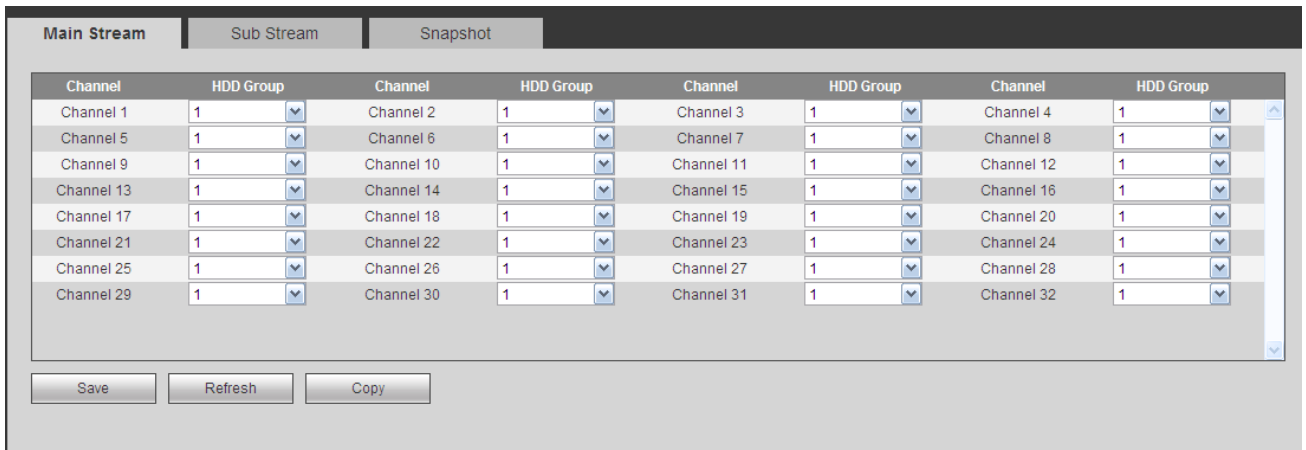 Main Stream Sub Stream Snapshot
Channel HDD Group Channel HDD Group Channel HDD Group Channel HDD Group
Channel 1 1 Channel 2 1 Channel 3 1 Channel 4 1
Channel 5 1 Channel 6 1 Channel 7 1 Channel 8 1
Channel 9 1 Channel 10 1 Channel 11 1 Channel 12 1
Channel 13 1 Channel 14 1 Channel 15 1 Channel 16 1
Channel 17 1 Channel 18 1 Channel 19 1 Channel 20 1
Channel 21 1 Channel 22 1 Channel 23 1 Channel 24 1
Channel 25 1 Channel 26 1 Channel 27 1 Channel 28 1
Channel 29 1 Channel 30 1 Channel 31 1 Channel 32 1
Save Refresh Copy